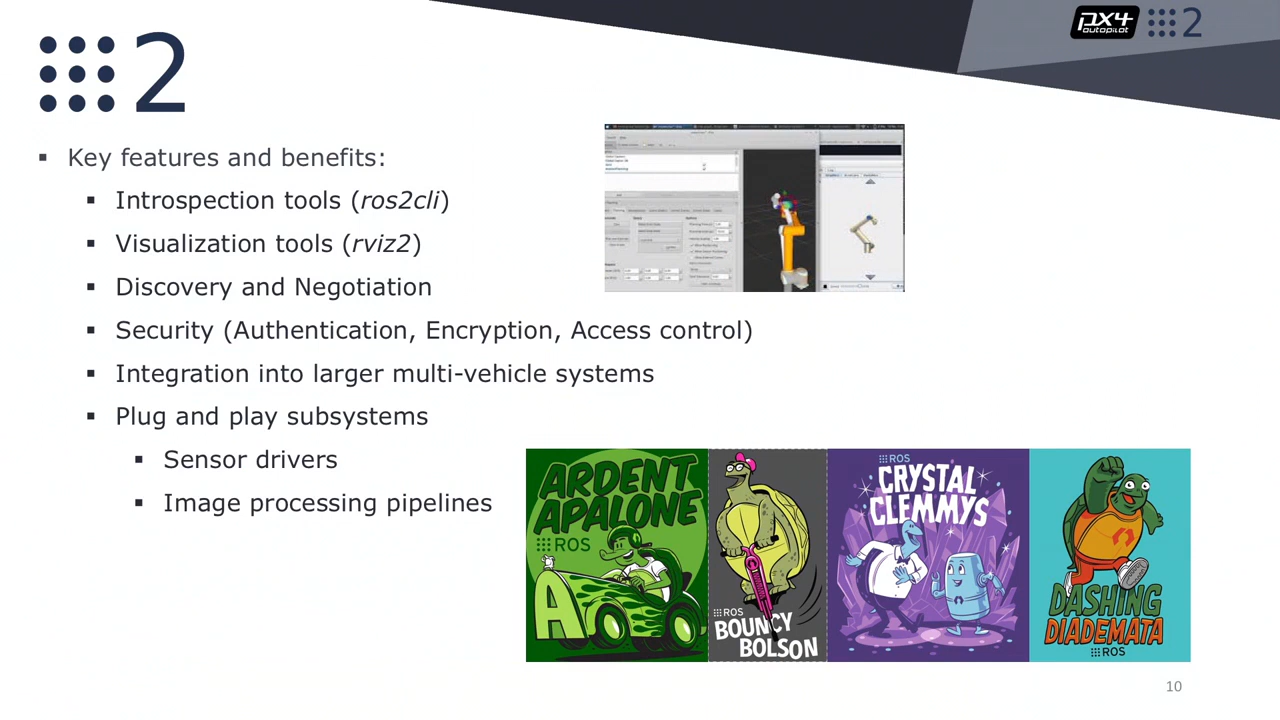 px4
autopilot
2
2
▪ Key features and benefits:
▪ Introspection tools (ros2cli)
▪ Visualization tools (rviz2)
▪ Discovery and Negotiation
▪ Security (Authentication, Encryption, Access control)
▪ Integration into larger multi-vehicle systems
▪ Plug and play subsystems
▪ Sensor drivers
▪ Image processing pipelines
ARDENT
APALONE
ROS
A
ROS
BOUNCY
BOLSON
ROS
CRYSTAL
CLEMMYS
DASHING
DIADEMATA
ROS
10